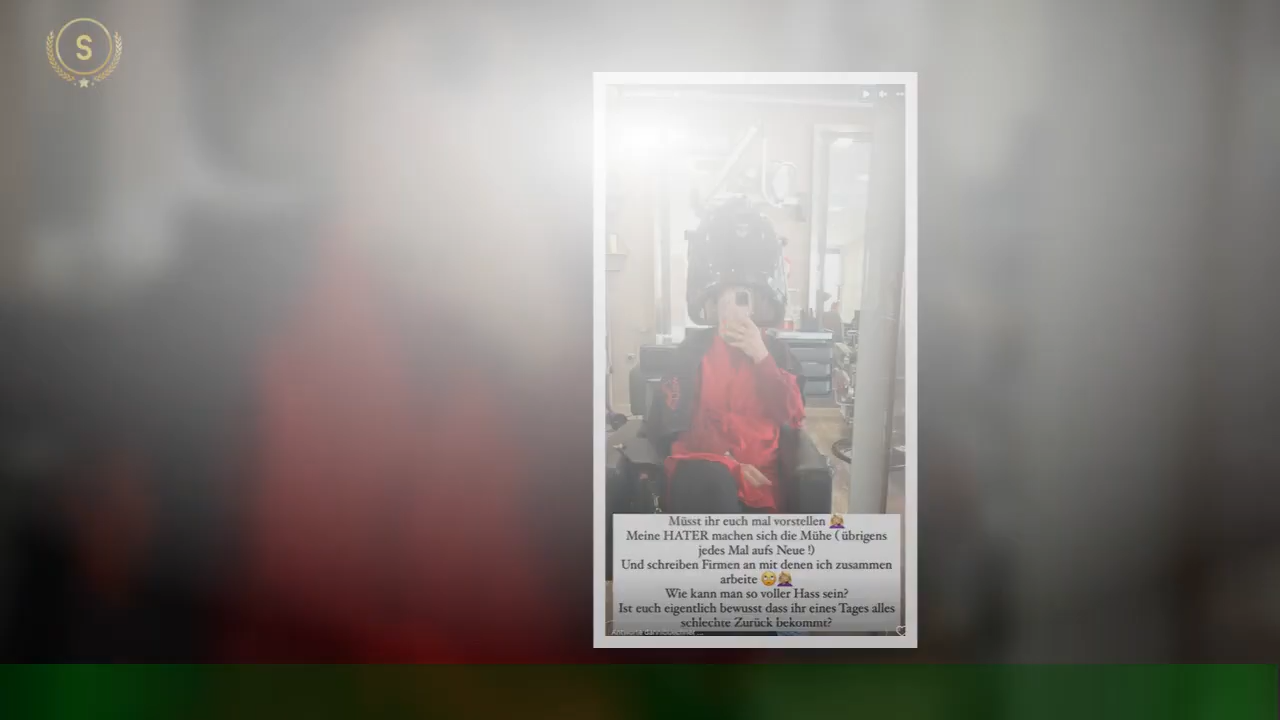 S
Müsst ihr euch mal vorstellen 🤦🏼‍♀️
Meine HATER machen sich die Mühe ( übrigens
jedes Mal aufs Neue !)
Und schreiben Firmen an mit denen ich zusammen
arbeite 🙄🤦🏼‍♀️
Wie kann man so voller Hass sein?
Ist euch eigentlich bewusst dass ihr eines Tages alles
schlechte Zurück bekommt?